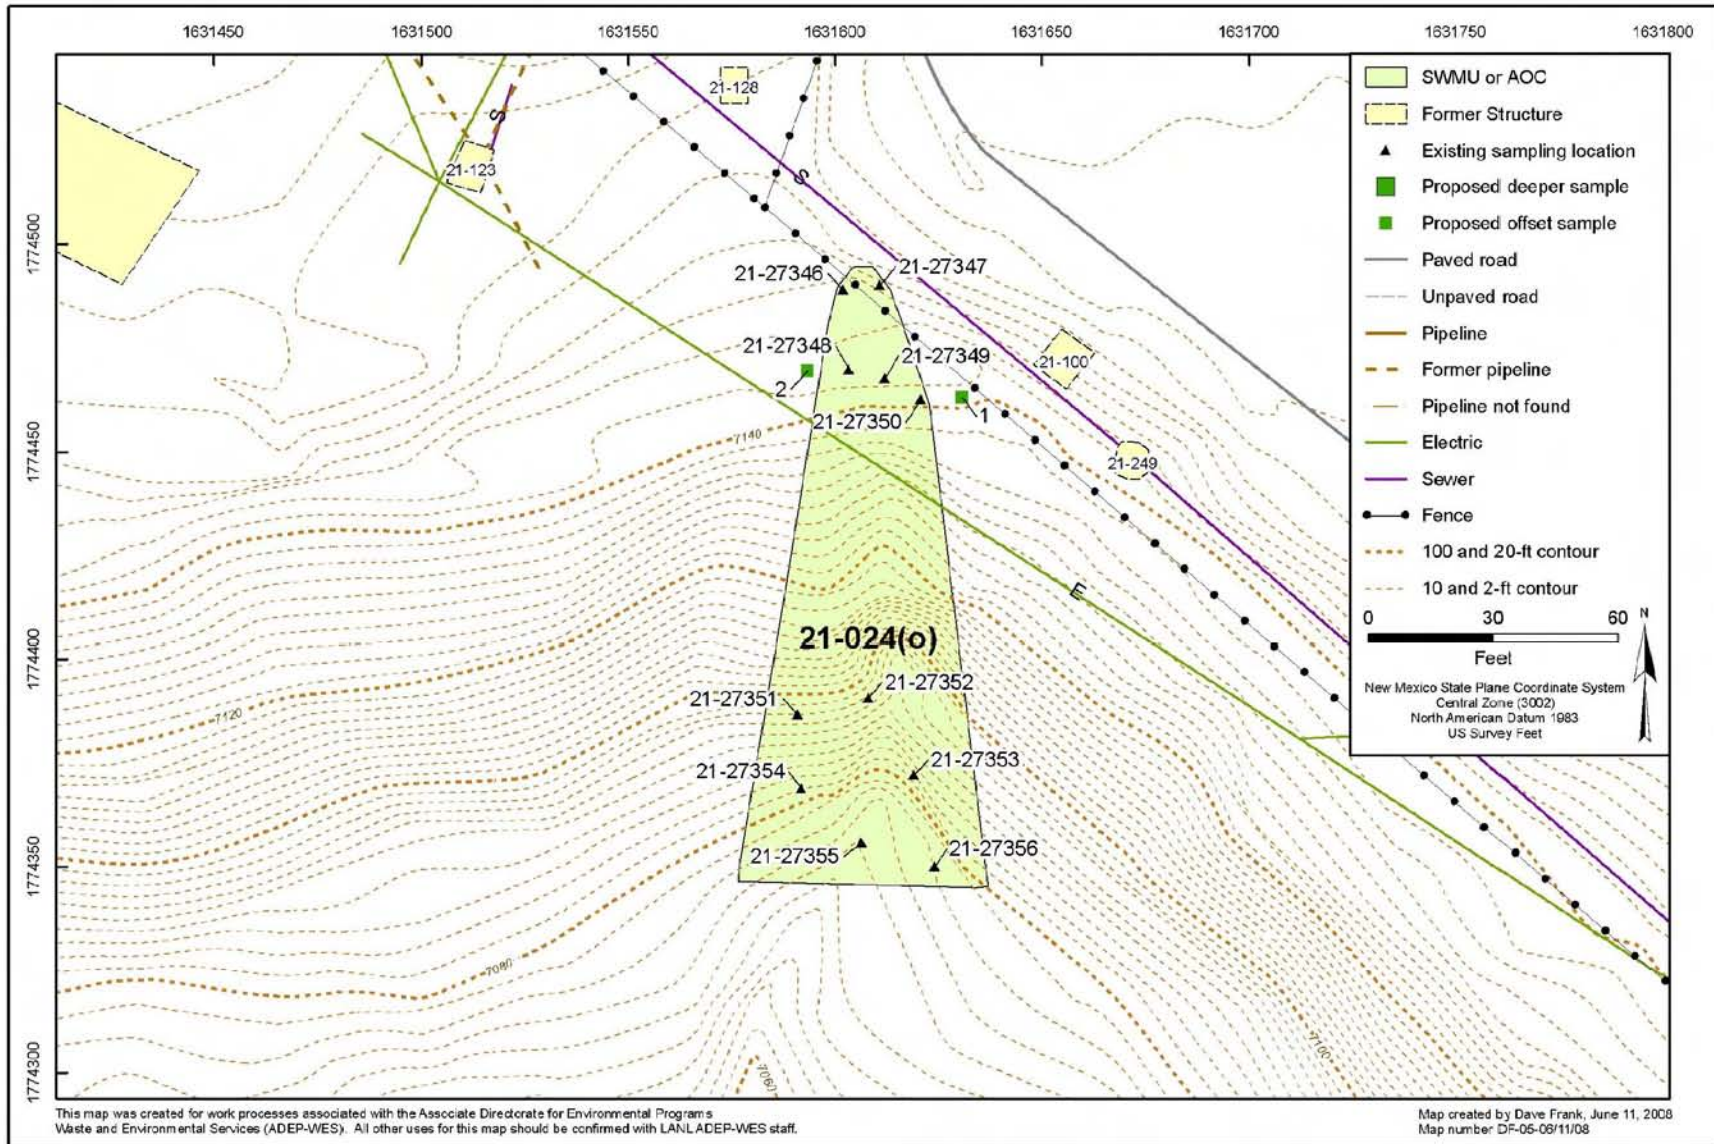 1631450 1631500 1631550 1631600 1631650 1631700 1631750 1631800
1774500
1774450
1774400
1774350
1774300
21-128
S
21-123
S
21-27346
21-27347
21-27348
21-27349
21-100
2
1
21-27350
7140
21-249
E
21-024(o)
21-27351
21-27352
7120
21-27354
21-27353
21-27355
21-27356
7080
7100
7060
SWMU or AOC
Former Structure
Existing sampling location
Proposed deeper sample
Proposed offset sample
Paved road
Unpaved road
Pipeline
Former pipeline
Pipeline not found
Electric
Sewer
Fence
100 and 20-ft contour
10 and 2-ft contour
0 30 60
Feet
N
New Mexico State Plane Coordinate System
Central Zone (3002)
North American Datum 1983
US Survey Feet
This map was created for work processes associated with the Associate Directorate for Environmental Programs
Waste and Environmental Services (ADEP-WES). All other uses for this map should be confirmed with LANL ADEP-WES staff.
Map created by Dave Frank, June 11, 2008
Map number DF-05-06/11/08